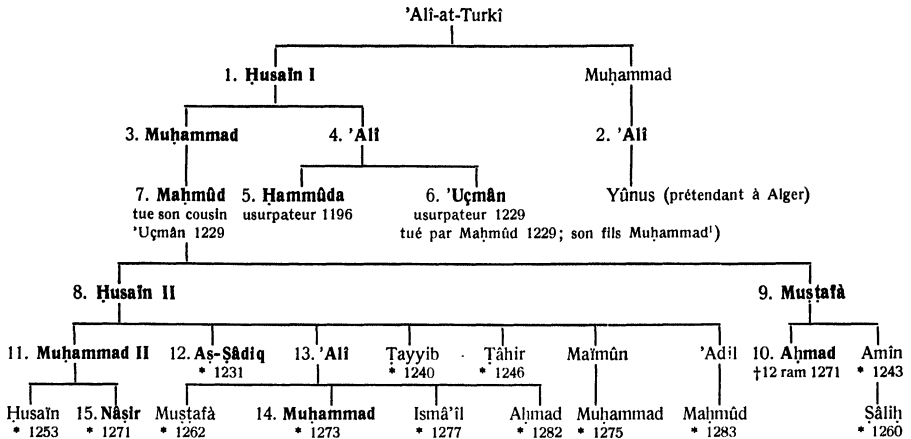 ’Alî-at-Turkî
1. Ḥusaïn I Muḥammad
3. Muḥammad 4. ’Alî 2. ’Alî
7. Maḥmûd 5. Ḥammûda 6. ’Uçmân Yûnus (prétendant à Alger)
tue son cousin usurpateur 1196 usurpateur 1229
’Uçmân 1229 tué par Maḥmûd 1229; son fils Muḥammad¹)
8. Ḥusaïn II 9. Muṣṭafà
11. Muḥammad II 12. Aṣ-Ṣâdiq 13. ’Alî Ṭayyib Ṭâhir Maïmûn ’Adil 10. Aḥmad Amîn
* 1231 * 1240 * 1246 †12 ram 1271 * 1243
Ḥusaïn 15. Nâṣir Muṣṭafà 14. Muḥammad Ismâ’îl Aḥmad Muḥammad Maḥmûd Ṣâliḥ
* 1253 * 1271 * 1262 * 1273 * 1277 * 1282 * 1275 * 1283 * 1260